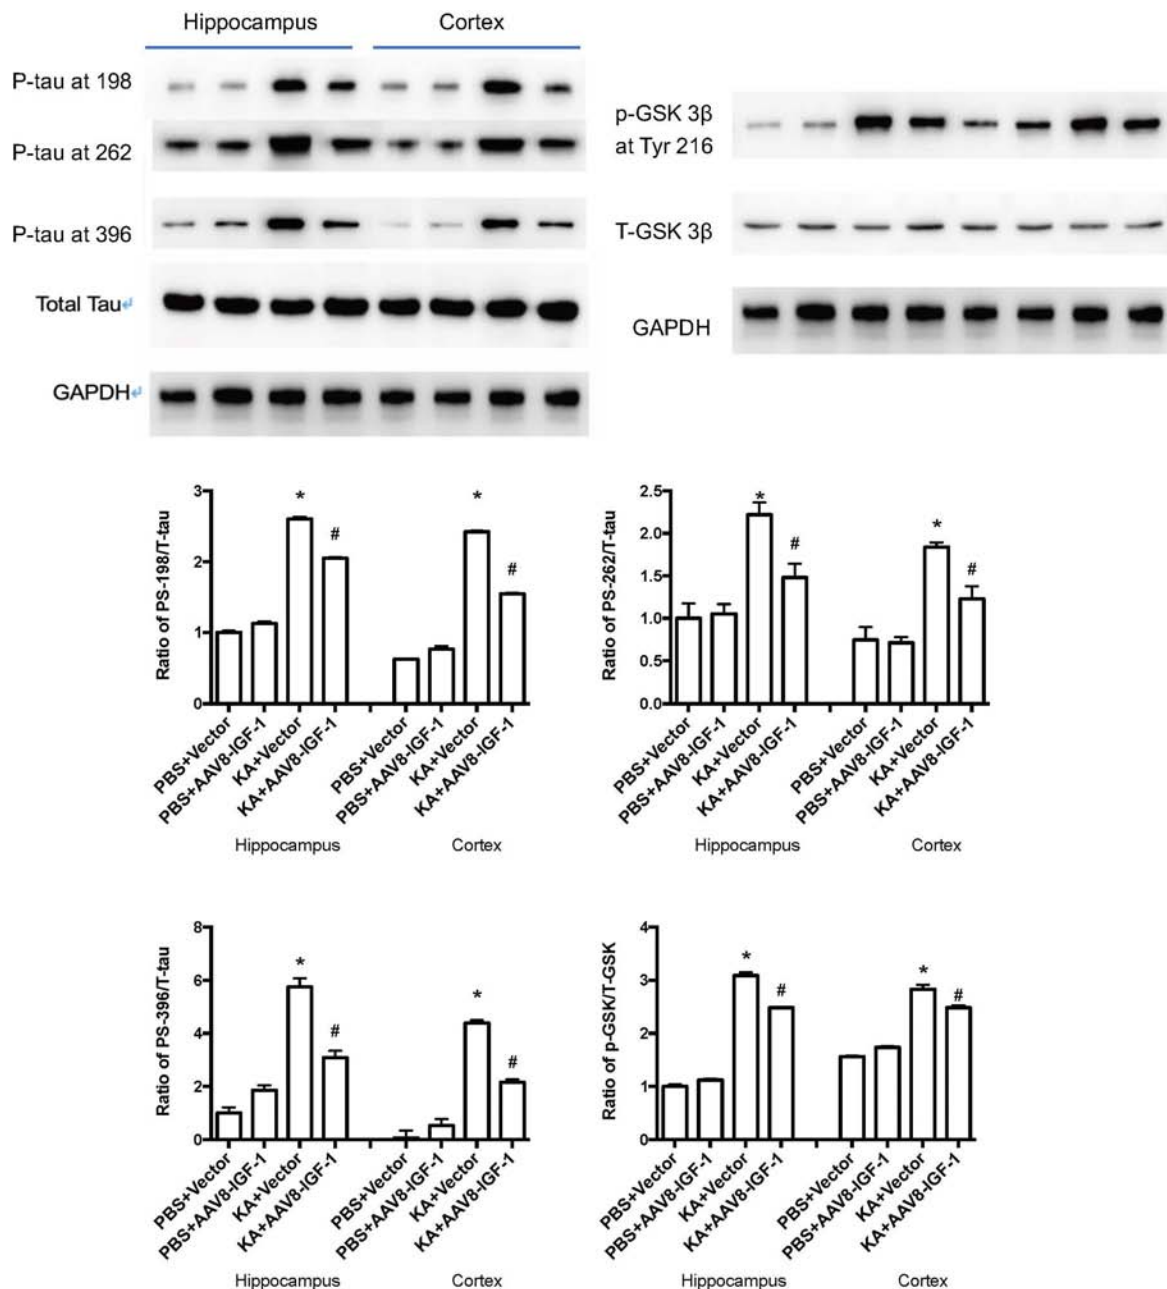 Hippocampus Cortex
P-tau at 198
P-tau at 262
P-tau at 396
Total Tau↵
GAPDH↵
p-GSK 3β
at Tyr 216
T-GSK 3β
GAPDH
Ratio of PS-198/T-tau
3
2
1
0
* # * #
PBS+Vector
PBS+AAV8-IGF-1
KA+Vector
KA+AAV8-IGF-1
PBS+Vector
PBS+AAV8-IGF-1
KA+Vector
KA+AAV8-IGF-1
Hippocampus Cortex
Ratio of PS-262/T-tau
2.5
2.0
1.5
1.0
0.5
0.0
* # * #
PBS+Vector
PBS+AAV8-IGF-1
KA+Vector
KA+AAV8-IGF-1
PBS+Vector
PBS+AAV8-IGF-1
KA+Vector
KA+AAV8-IGF-1
Hippocampus Cortex
Ratio of PS-396/T-tau
8
6
4
2
0
* # * #
PBS+Vector
PBS+AAV8-IGF-1
KA+Vector
KA+AAV8-IGF-1
PBS+Vector
PBS+AAV8-IGF-1
KA+Vector
KA+AAV8-IGF-1
Hippocampus Cortex
Ratio of p-GSK/T-GSK
4
3
2
1
0
* # * #
PBS+Vector
PBS+AAV8-IGF-1
KA+Vector
KA+AAV8-IGF-1
PBS+Vector
PBS+AAV8-IGF-1
KA+Vector
KA+AAV8-IGF-1
Hippocampus Cortex